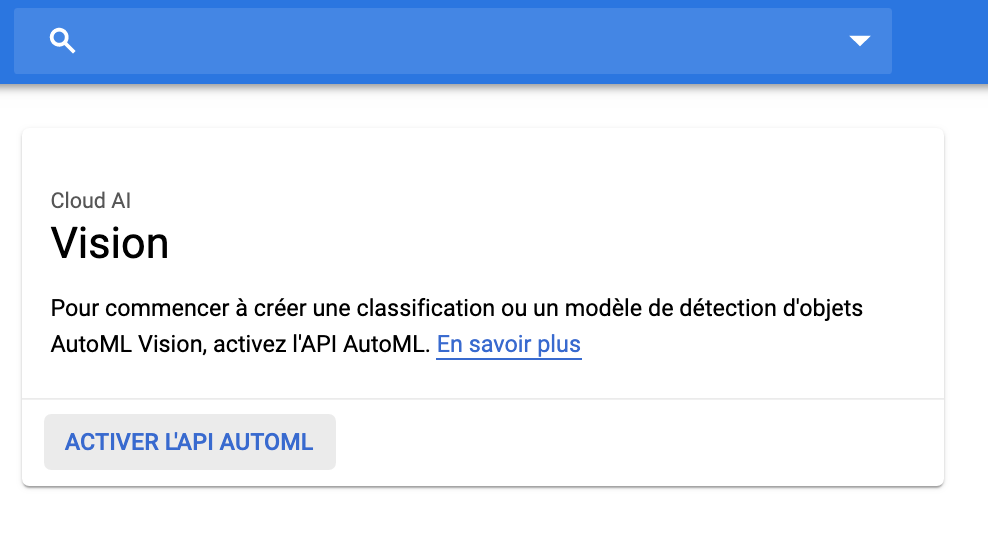 Cloud AI
Vision
Pour commencer à créer une classification ou un modèle de détection d'objets
AutoML Vision, activez l'API AutoML. En savoir plus
ACTIVER L'API AUTOML